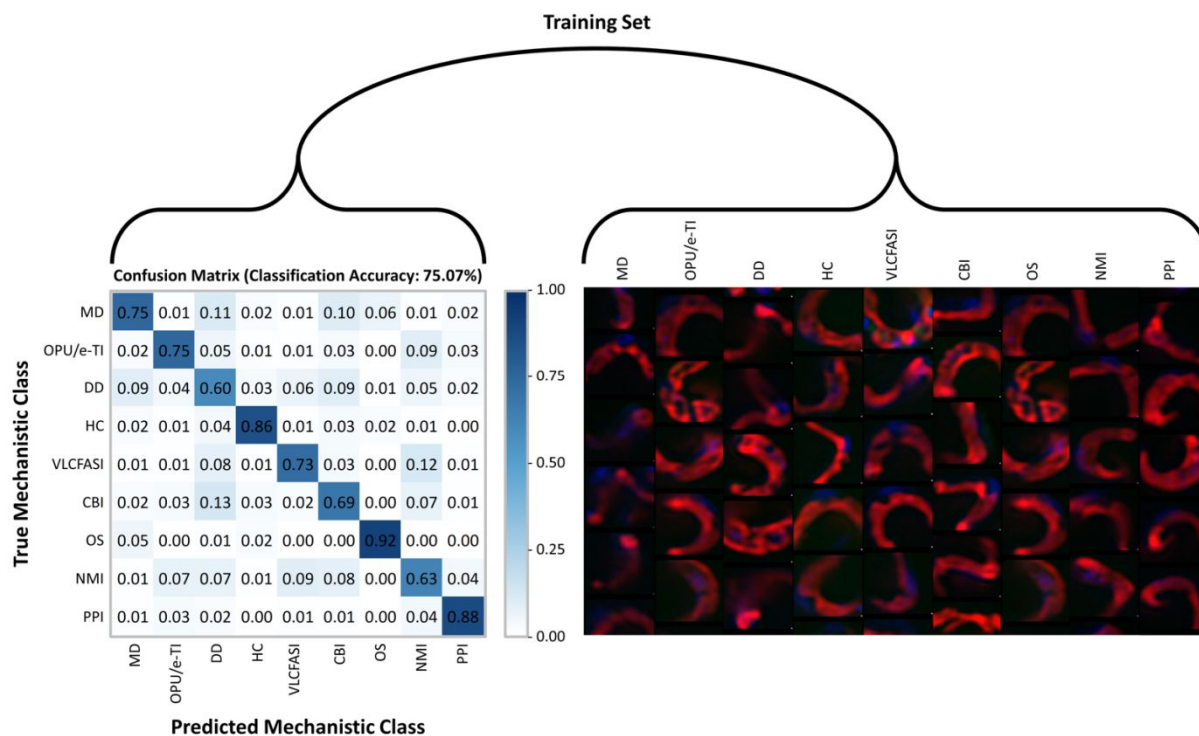 Training Set
Confusion Matrix (Classification Accuracy: 75.07%)
True Mechanistic Class
MD 0.75 0.01 0.11 0.02 0.01 0.10 0.06 0.01 0.02
OPU/e-TI 0.02 0.75 0.05 0.01 0.01 0.03 0.00 0.09 0.03
DD 0.09 0.04 0.60 0.03 0.06 0.09 0.01 0.05 0.02
HC 0.02 0.01 0.04 0.86 0.01 0.03 0.02 0.01 0.00
VLCFASI 0.01 0.01 0.08 0.01 0.73 0.03 0.00 0.12 0.01
CBI 0.02 0.03 0.13 0.03 0.02 0.69 0.00 0.07 0.01
OS 0.05 0.00 0.01 0.02 0.00 0.00 0.92 0.00 0.00
NMI 0.01 0.07 0.07 0.01 0.09 0.08 0.00 0.63 0.04
PPI 0.01 0.03 0.02 0.00 0.01 0.01 0.00 0.04 0.88
MD OPU/e-TI DD HC VLCFASI CBI OS NMI PPI
Predicted Mechanistic Class
1.00
0.75
0.50
0.25
0.00
MD OPU/e-TI DD HC VLCFASI CBI OS NMI PPI